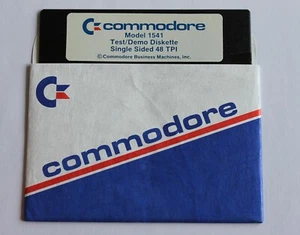 commodore
Model 1541
Test/Demo Diskette
Single Sided 48 TPI
©Commodore Business Machines, Inc.
commodore